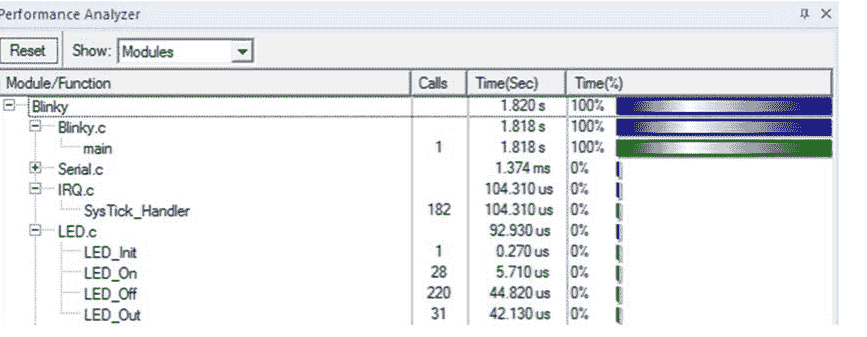 Performance Analyzer
Reset Show: Modules
Module/Function Calls Time(Sec) Time(%)
Blinky 1.820 s 100%
Blinky.c 1.818 s 100%
main 1 1.818 s 100%
Serial.c 1.374 ms 0%
IRQ.c 104.310 us 0%
SysTick_Handler 182 104.310 us 0%
LED.c 92.930 us 0%
LED_Init 1 0.270 us 0%
LED_On 28 5.710 us 0%
LED_Off 220 44.820 us 0%
LED_Out 31 42.130 us 0%